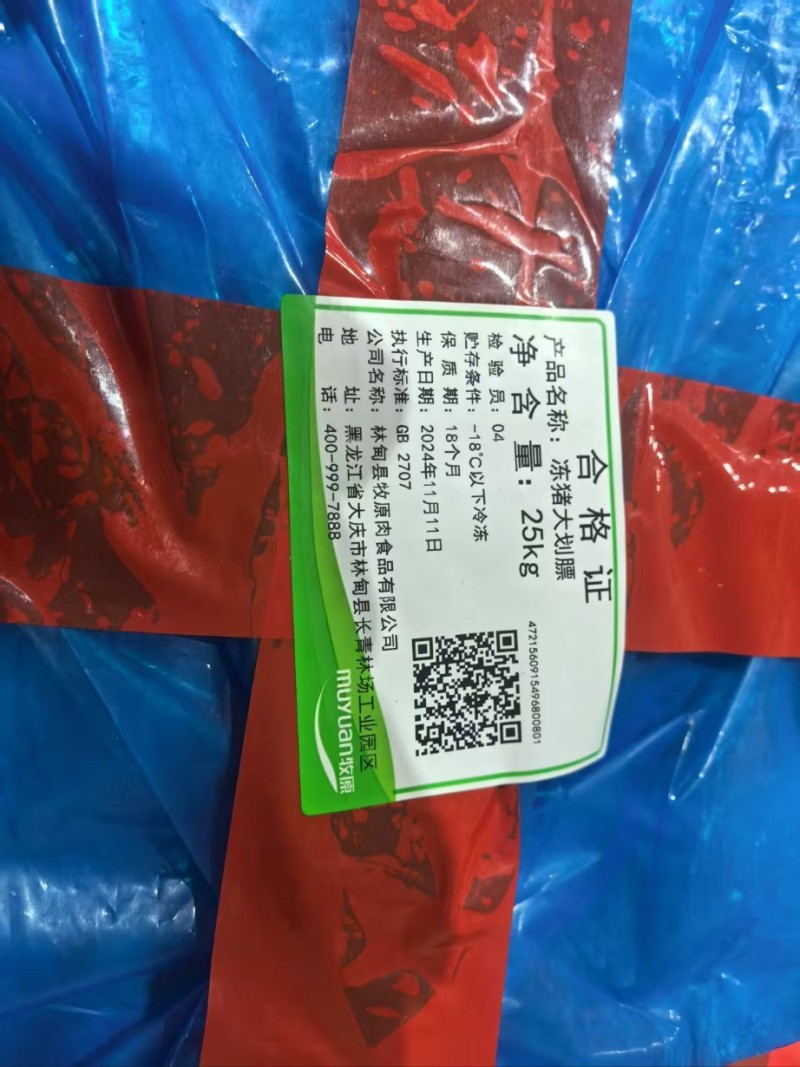 合格证
产品名称：冻猪大划膘
净含量：25kg
检验员：04
贮存条件：-18℃以下冷冻
保质期：18个月
生产日期：2024年11月11日
执行标准：GB 2707
公司名称：林甸县牧原肉食品有限公司
地址：黑龙江省大庆市林甸县长青林场工业园区
电话：400-999-7888
4721560915496800801
muyuan牧原